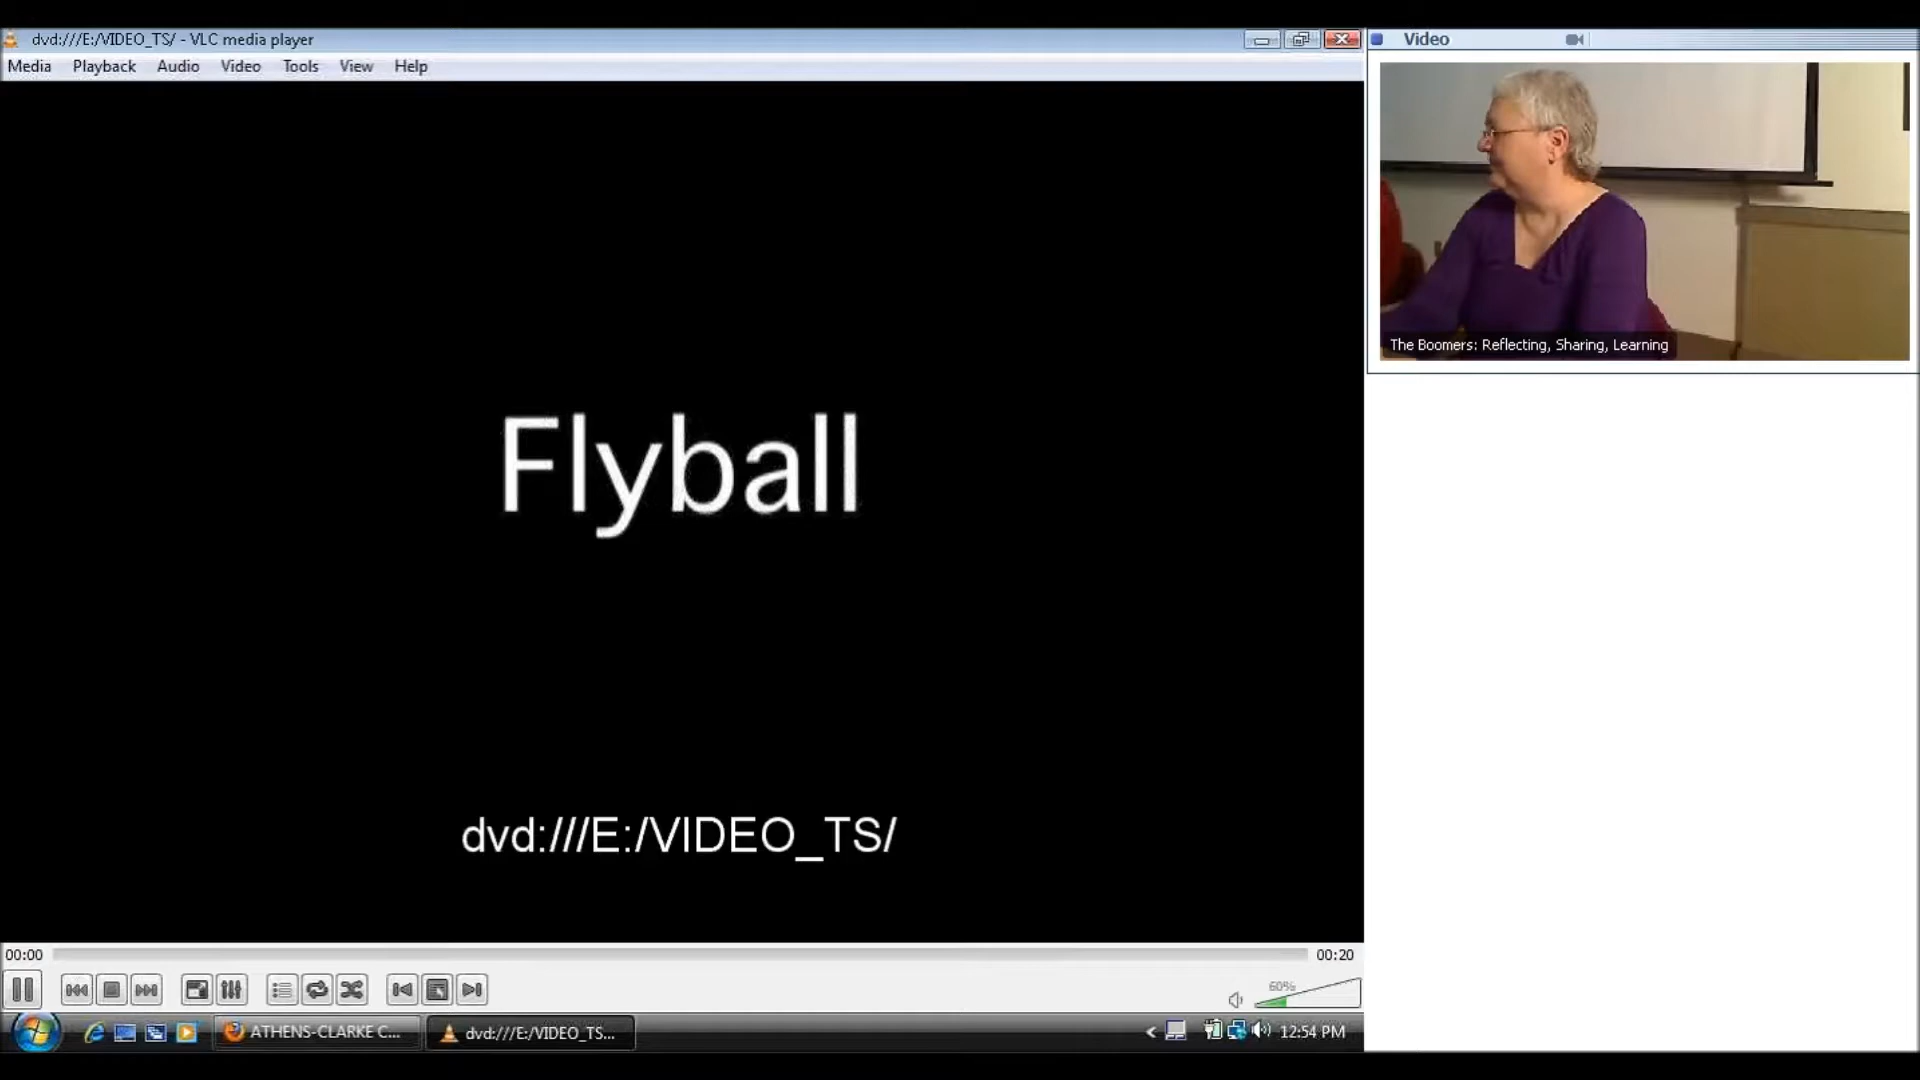 dvd:///E:/VIDEO_TS/ - VLC media player
Media Playback Audio Video Tools View Help
Flyball
dvd:///E:/VIDEO_TS/
00:00
00:20
60%
ATHENS-CLARKE C...
dvd:///E:/VIDEO_TS...
12:54 PM
Video
The Boomers: Reflecting, Sharing, Learning